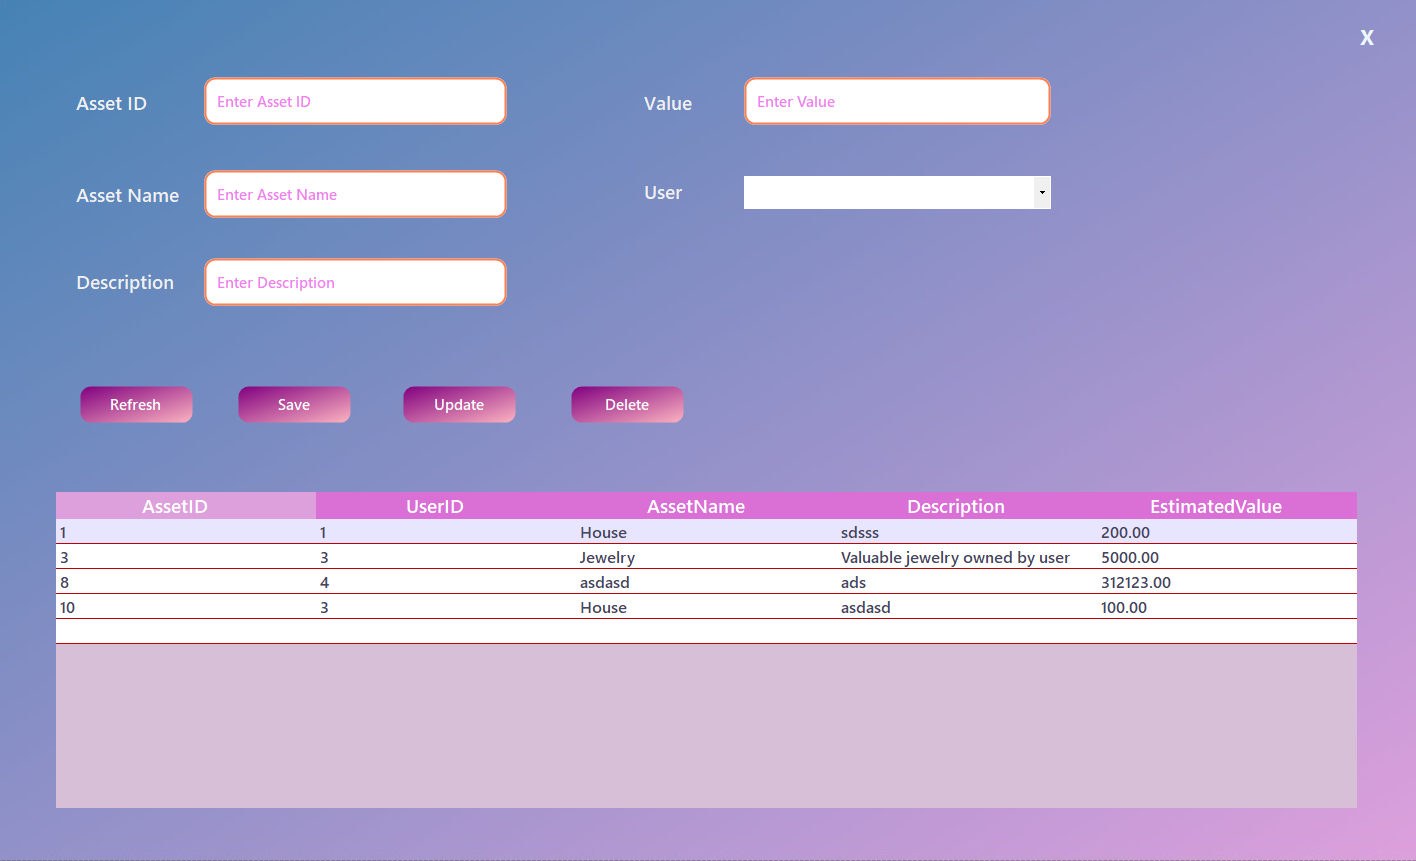 X
Asset ID Enter Asset ID Value Enter Value
Asset Name Enter Asset Name User
Description Enter Description
Refresh Save Update Delete
AssetID UserID AssetName Description EstimatedValue
1 1 House sdsss 200.00
3 3 Jewelry Valuable jewelry owned by user 5000.00
8 4 asdasd ads 312123.00
10 3 House asdasd 100.00